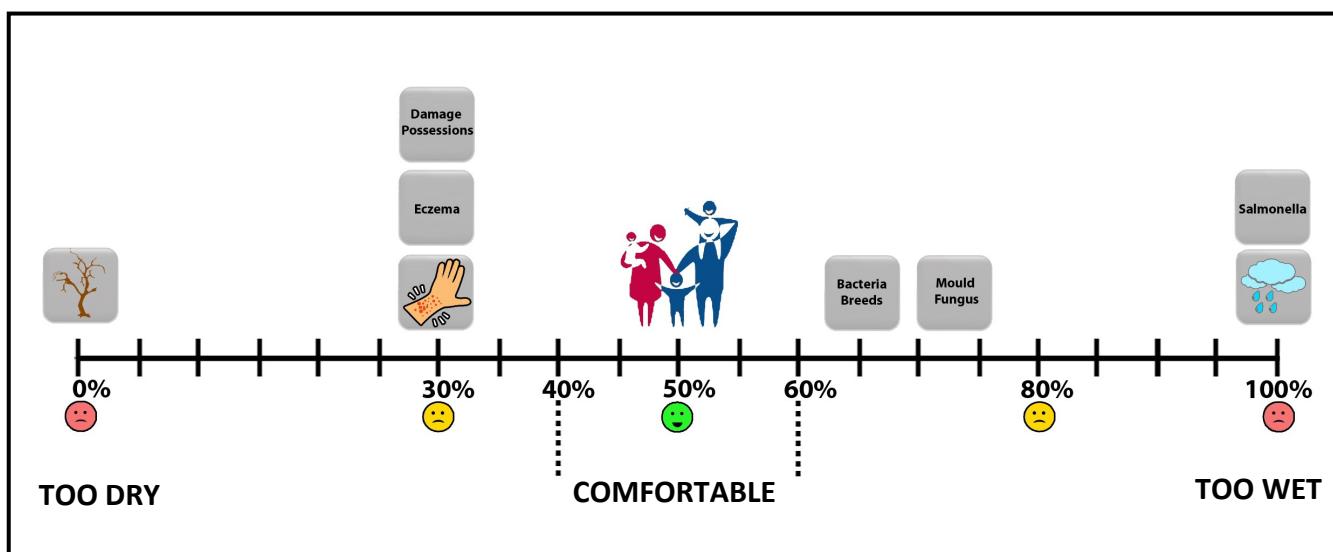 Damage
Possessions
Eczema
Salmonella
Bacteria
Breeds
Mould
Fungus
0%
30%
40%
50%
60%
80%
100%
TOO DRY
COMFORTABLE
TOO WET